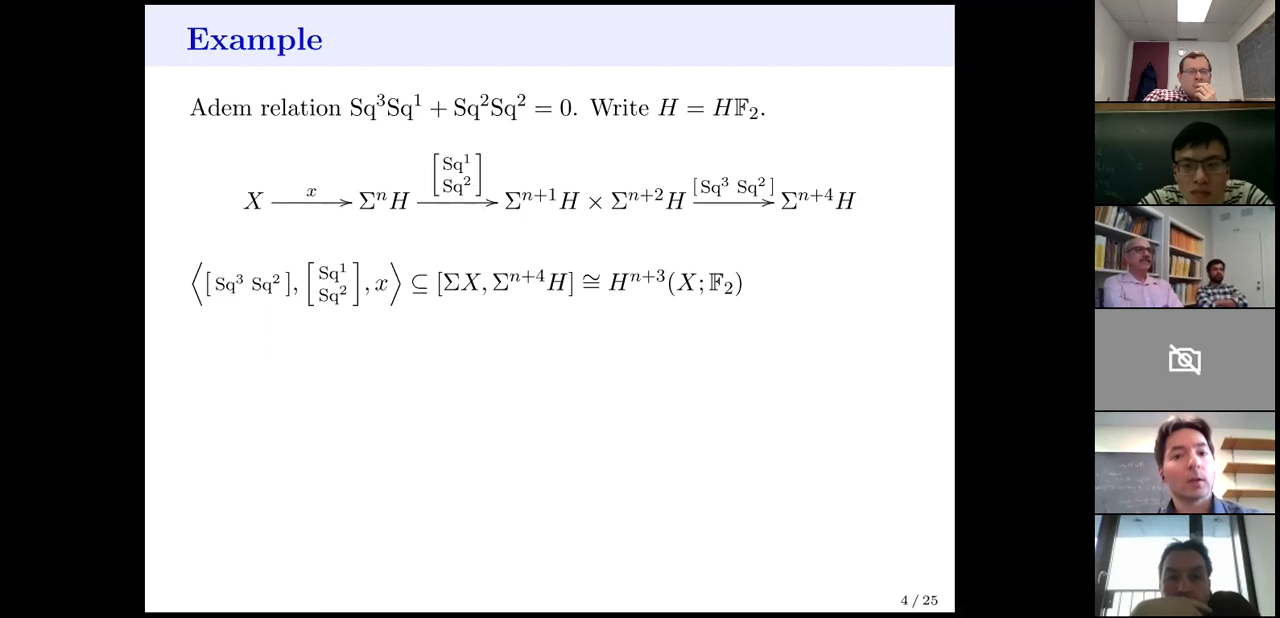 Example
Adem relation Sq³Sq¹ + Sq²Sq² = 0. Write H = H𝔽₂.
X —x→ ΣⁿH —[Sq¹ Sq²]→ Σⁿ⁺¹H × Σⁿ⁺²H —[Sq³ Sq²]→ Σⁿ⁺⁴H
⟨[Sq³ Sq²], [Sq¹ Sq²], x⟩ ⊆ [ΣX, Σⁿ⁺⁴H] ≅ Hⁿ⁺³(X; 𝔽₂)
4 / 25